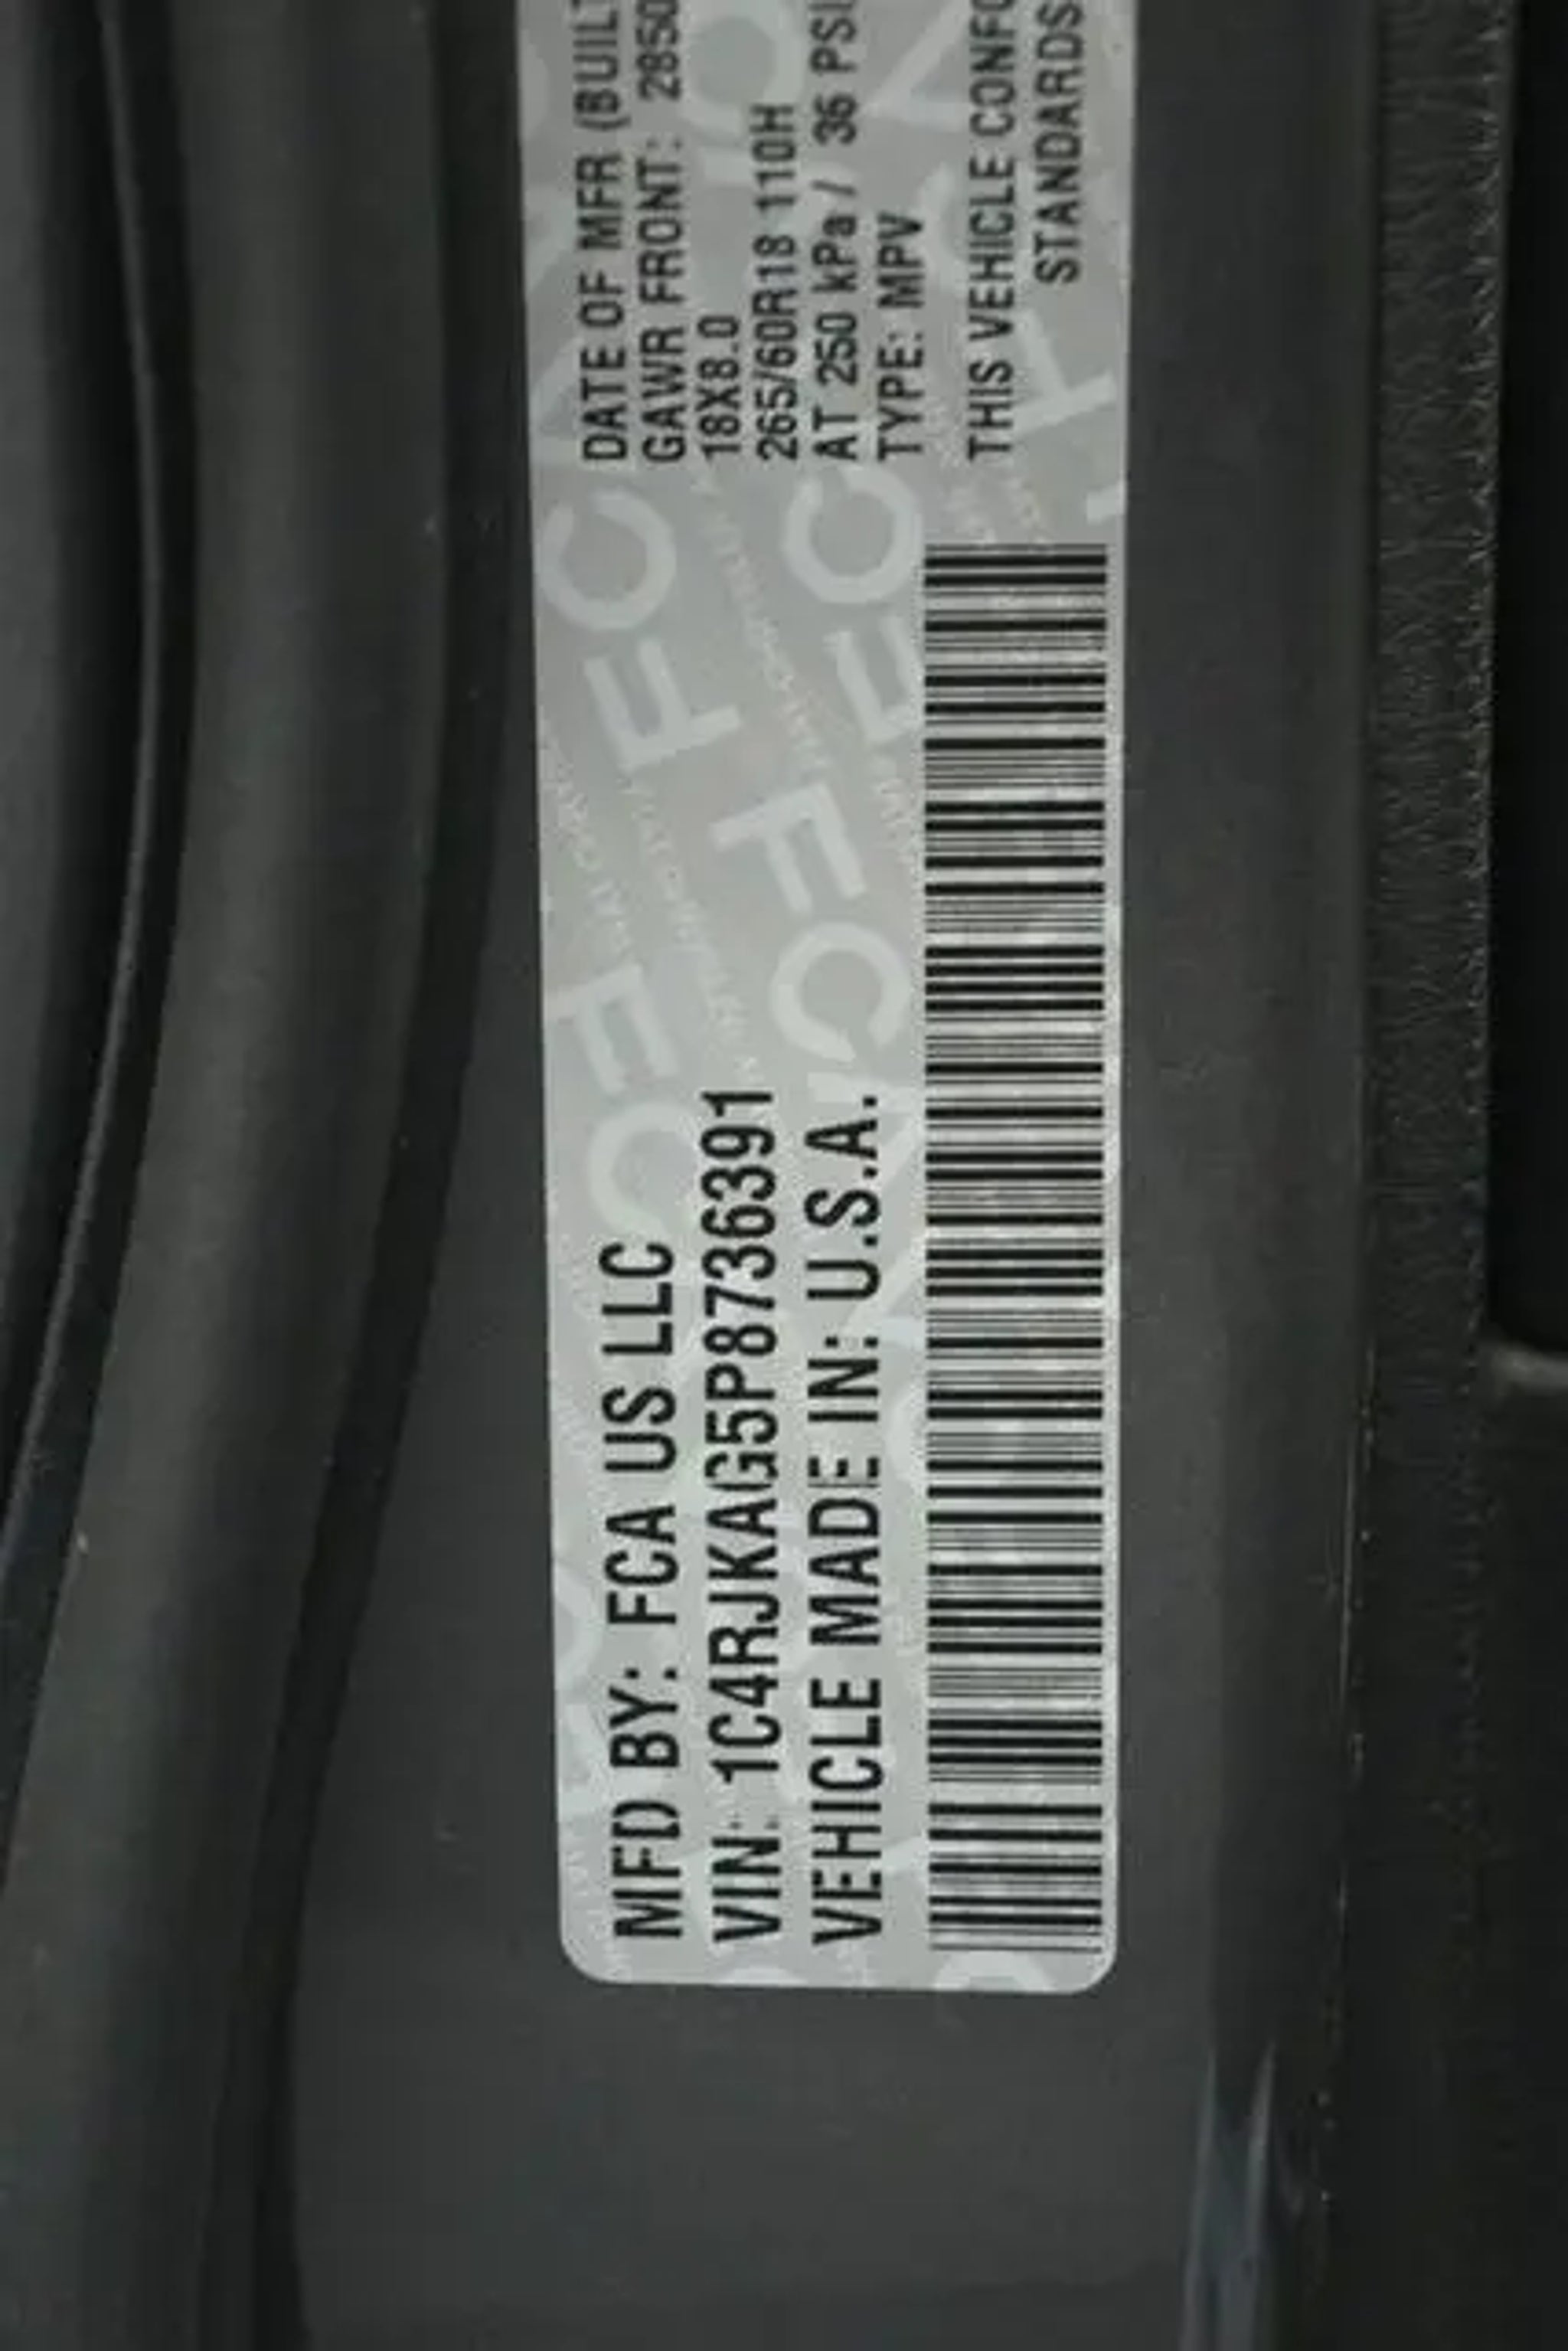 MFD BY: FCA US LLC
VIN: 1C4RJKAG5P8736391
VEHICLE MADE IN: U.S.A.
DATE OF MFR (BUILT
GAWR FRONT: 2850
18X8.0
265/60R18 110H
AT 250 kPa / 36 PSI
TYPE: MPV
THIS VEHICLE CONFO
STANDARDS